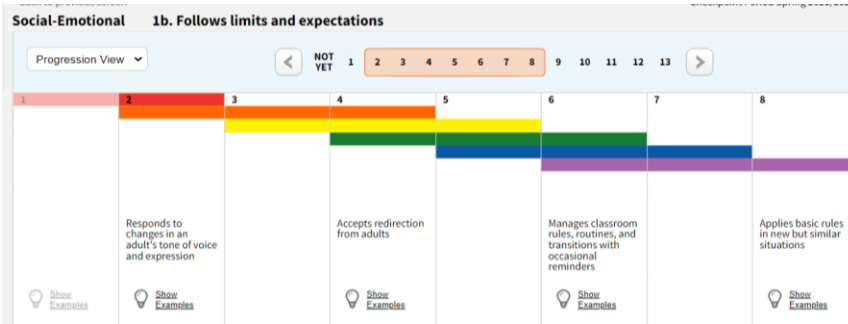 Social-Emotional 1b. Follows limits and expectations
Progression View
NOT YET 1 2 3 4 5 6 7 8 9 10 11 12 13
1 2 3 4 5 6 7 8
Responds to
changes in an
adult's tone of voice
and expression
Accepts redirection
from adults
Manages classroom
rules, routines, and
transitions with
occasional
reminders
Applies basic rules
in new but similar
situations
Show
Examples
Show
Examples
Show
Examples
Show
Examples
Show
Examples